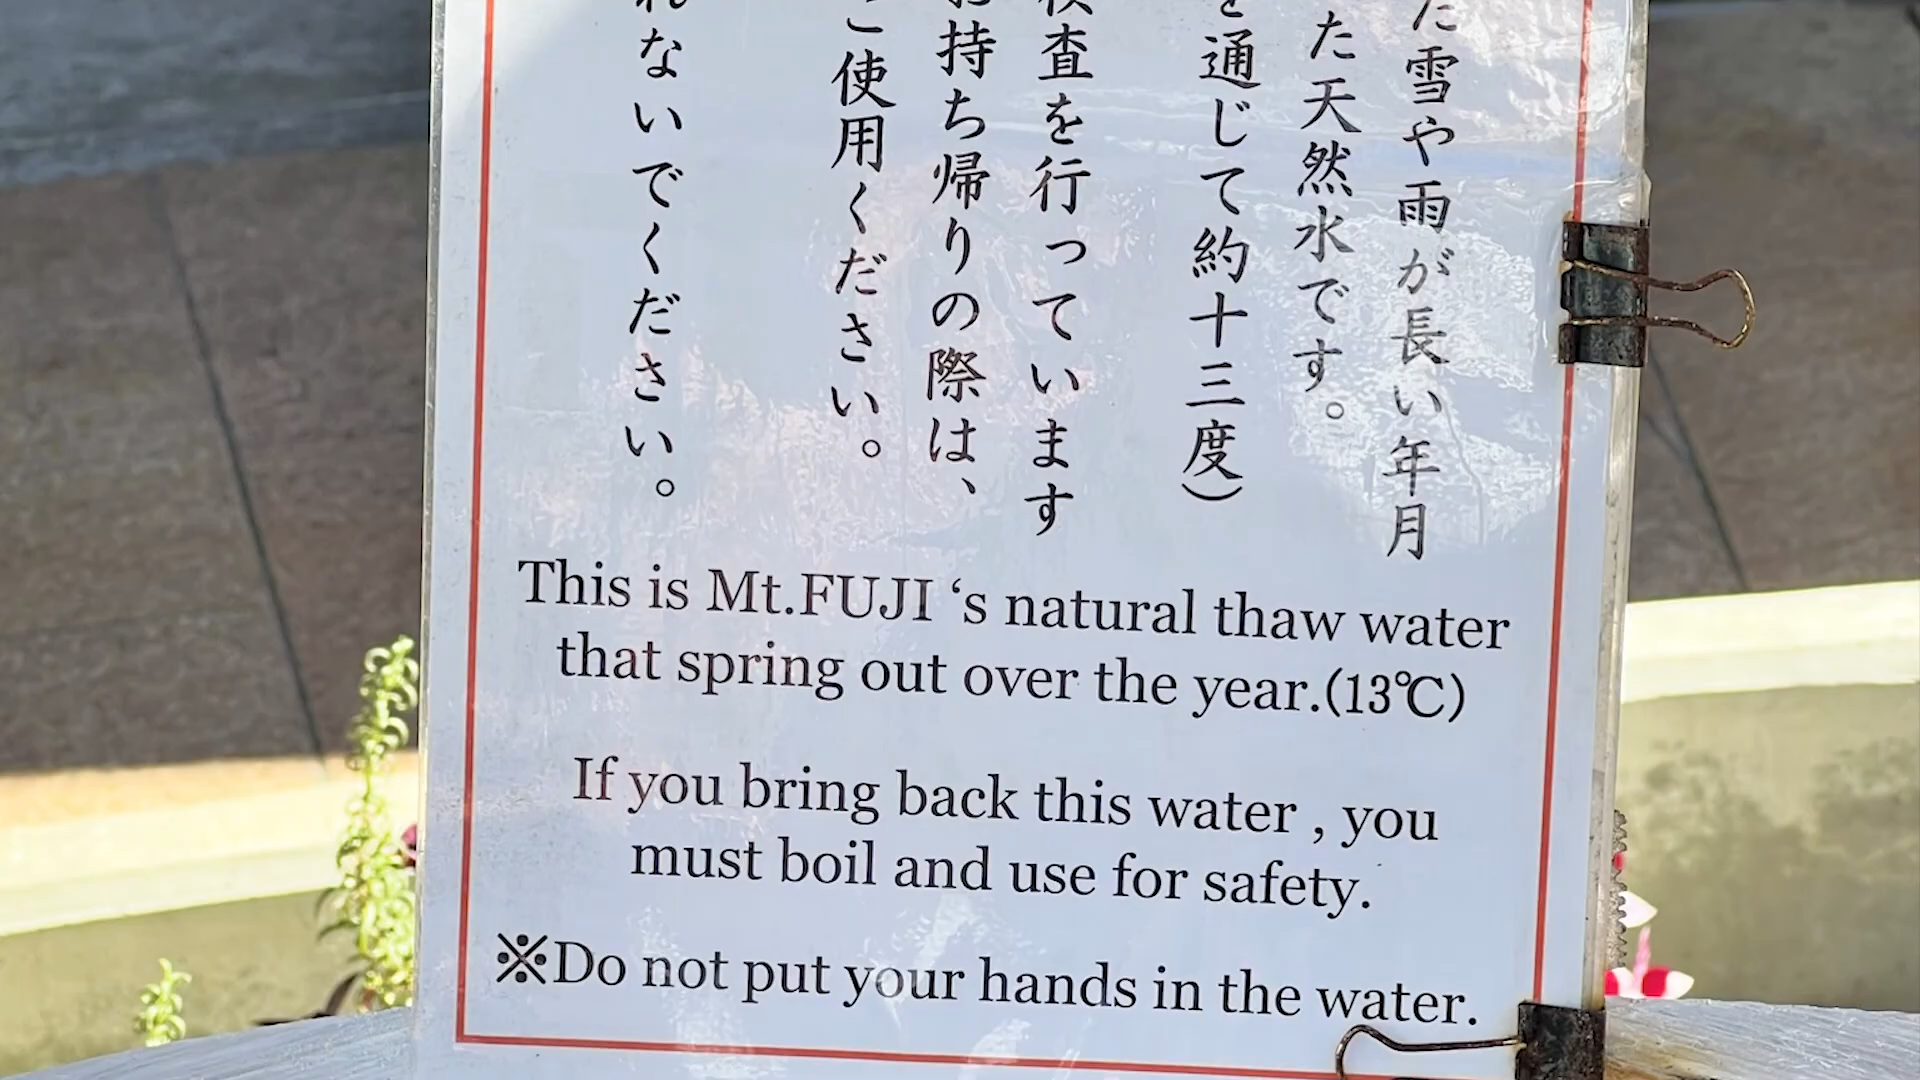 た雪や雨が長い年月
た天然水です。
を通じて約十三度）
検査を行っています
お持ち帰りの際は、
ご使用ください。
れないでください。
This is Mt.FUJI ‘s natural thaw water
that spring out over the year.(13℃)
If you bring back this water , you
must boil and use for safety.
※Do not put your hands in the water.